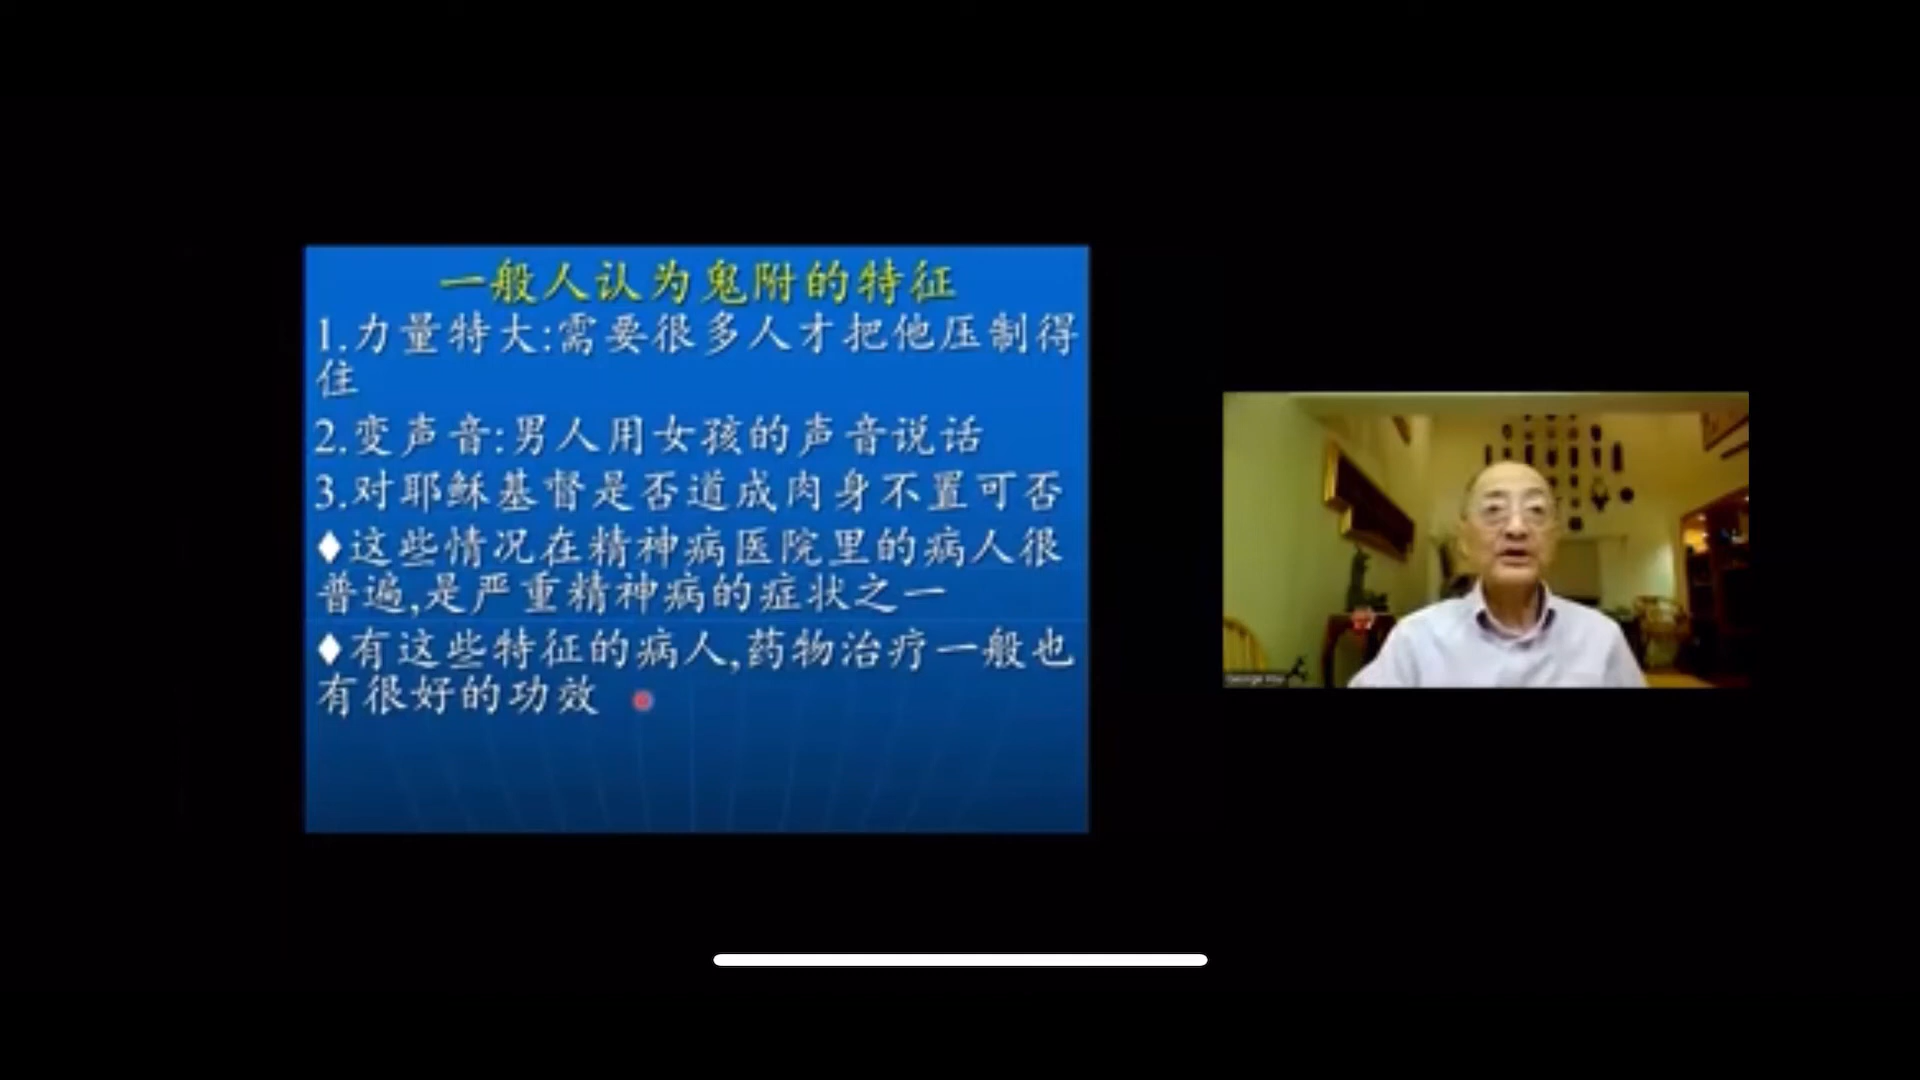 一般人认为鬼附的特征
1.力量特大:需要很多人才把他压制得
住
2.变声音:男人用女孩的声音说话
3.对耶稣基督是否道成肉身不置可否
♦这些情况在精神病医院里的病人很
普遍,是严重精神病的症状之一
♦有这些特征的病人,药物治疗一般也
有很好的功效
George